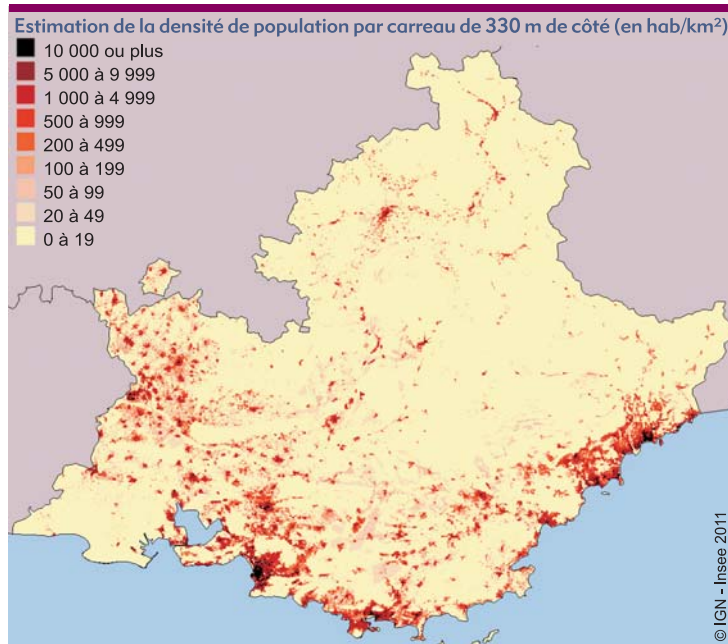 Estimation de la densité de population par carreau de 330 m de côté (en hab/km²)
10 000 ou plus
5 000 à 9 999
1 000 à 4 999
500 à 999
200 à 499
100 à 199
50 à 99
20 à 49
0 à 19
© IGN - Insee 2011